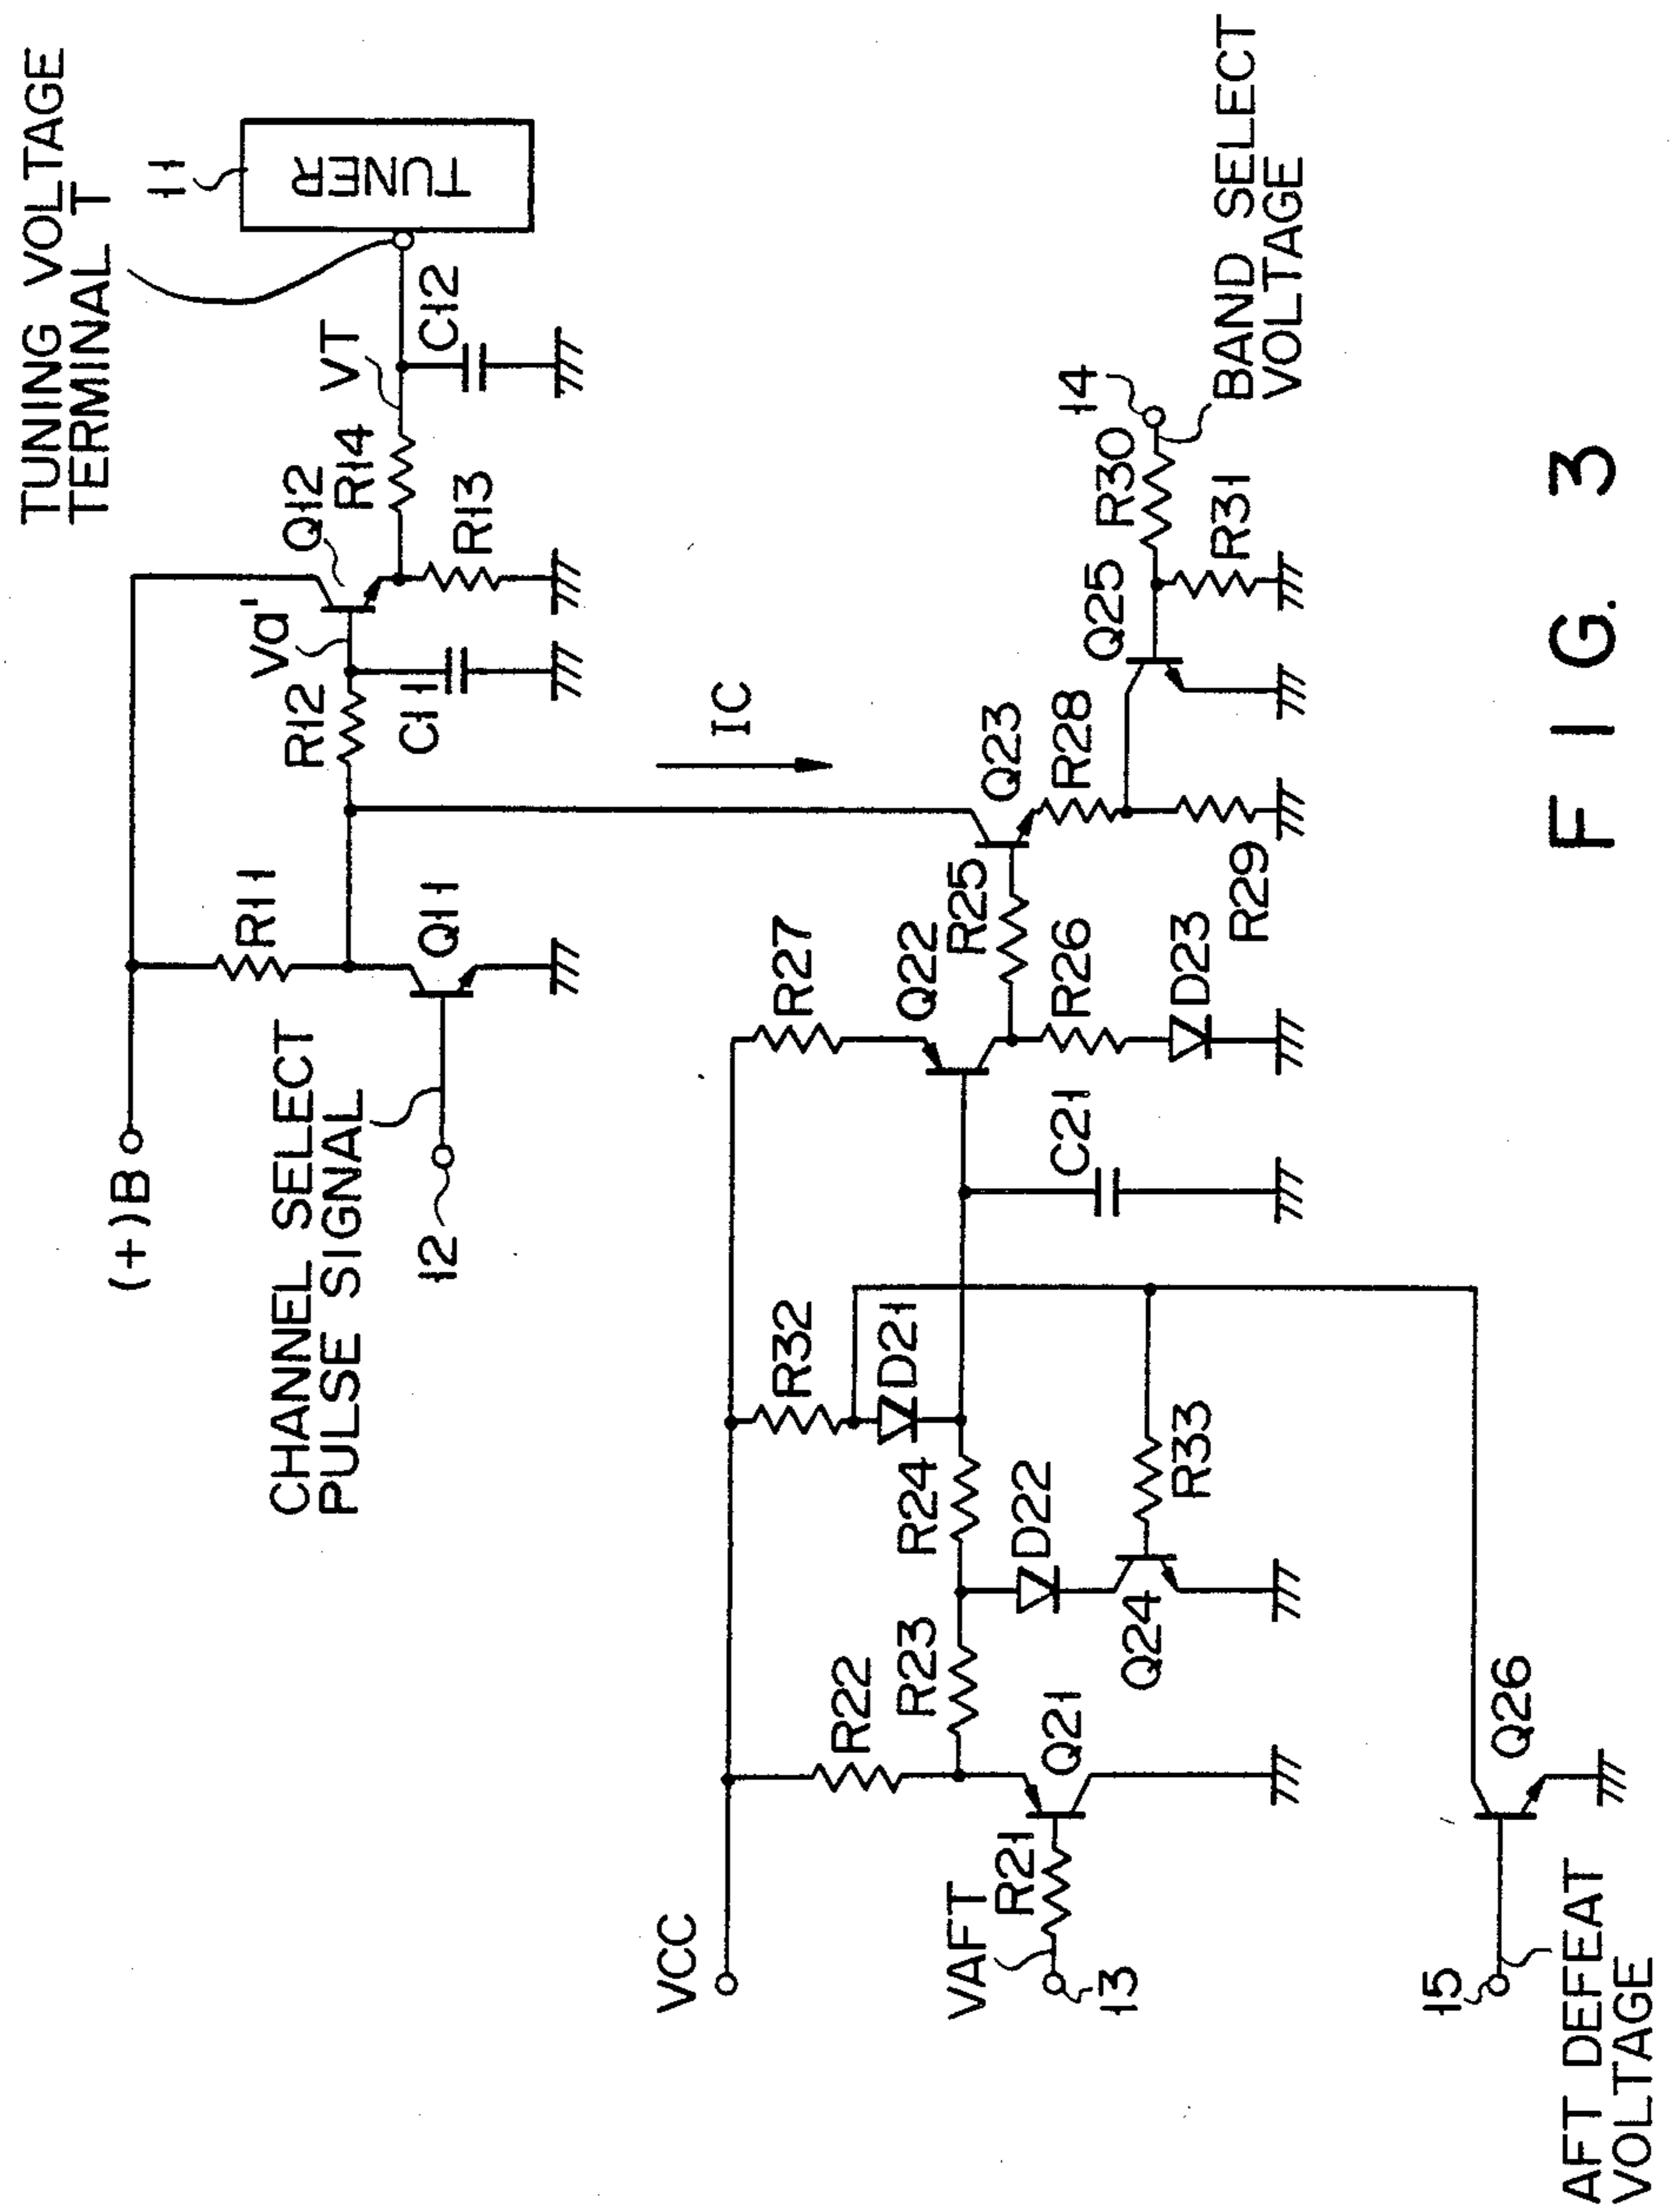 TUNING VOLTAGE
TERMINAL T
11
TUNER
(+)B
R11
Q12
Va'
R12
C11
R14
R13
VT
C12
CHANNEL SELECT
PULSE SIGNAL
12
Q11
IC
VCC
R27
Q22
R25
Q23
R28
R29
Q25
R30
14
R31
BAND SELECT
VOLTAGE
R26
D23
C21
R32
D21
R24
D22
R33
Q24
R22
R23
Q21
R21
VAFT
13
Q26
15
AFT DEFEAT
VOLTAGE
FIG. 3